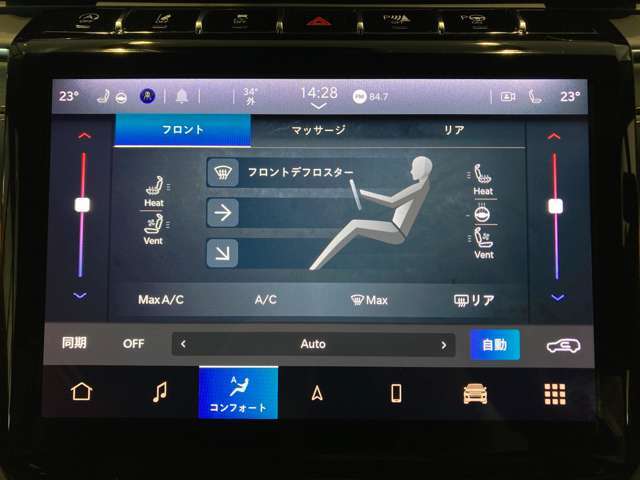 P
P
23°
34°
外
14:28
FM
84.7
23°
フロント
マッサージ
リア
フロントデフロスター
Heat
Vent
Heat
Vent
Max A/C
A/C
Max
リア
同期
OFF
Auto
自動
A
コンフォート